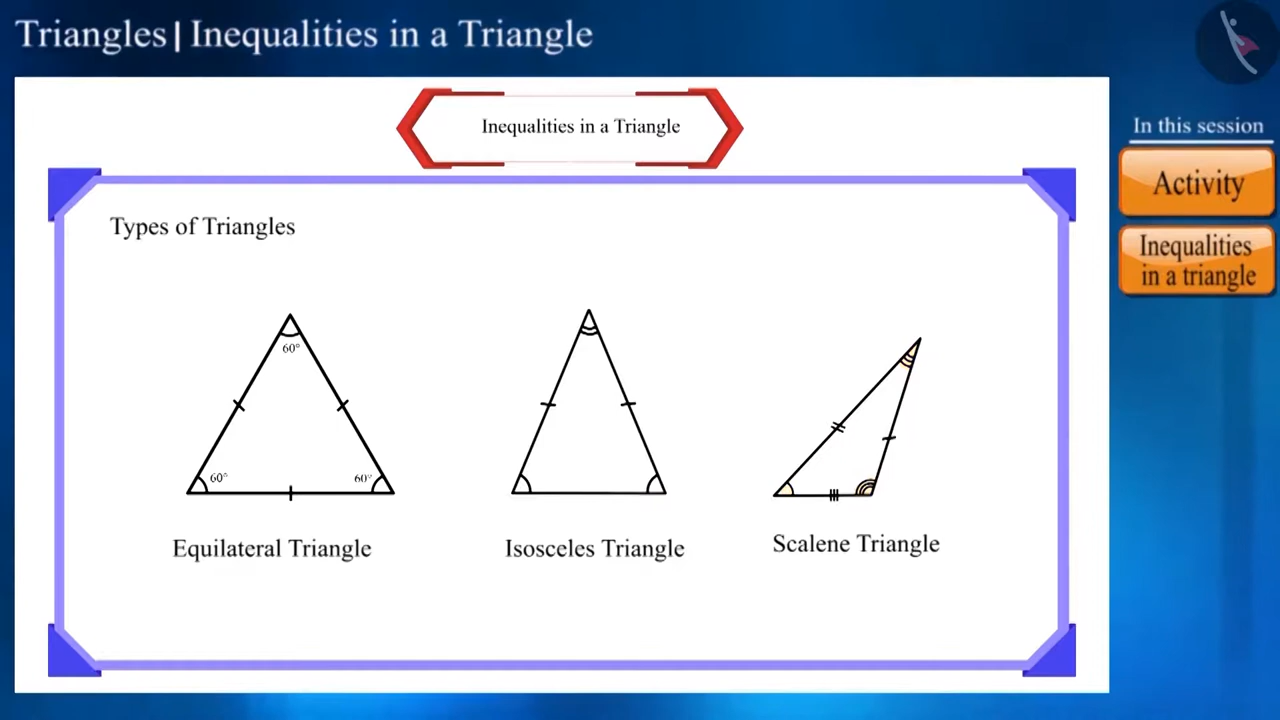 Triangles | Inequalities in a Triangle
In this session
Inequalities in a Triangle
Activity
Inequalities
in a triangle
Types of Triangles
60°
60°
60°
Equilateral Triangle
Isosceles Triangle
Scalene Triangle